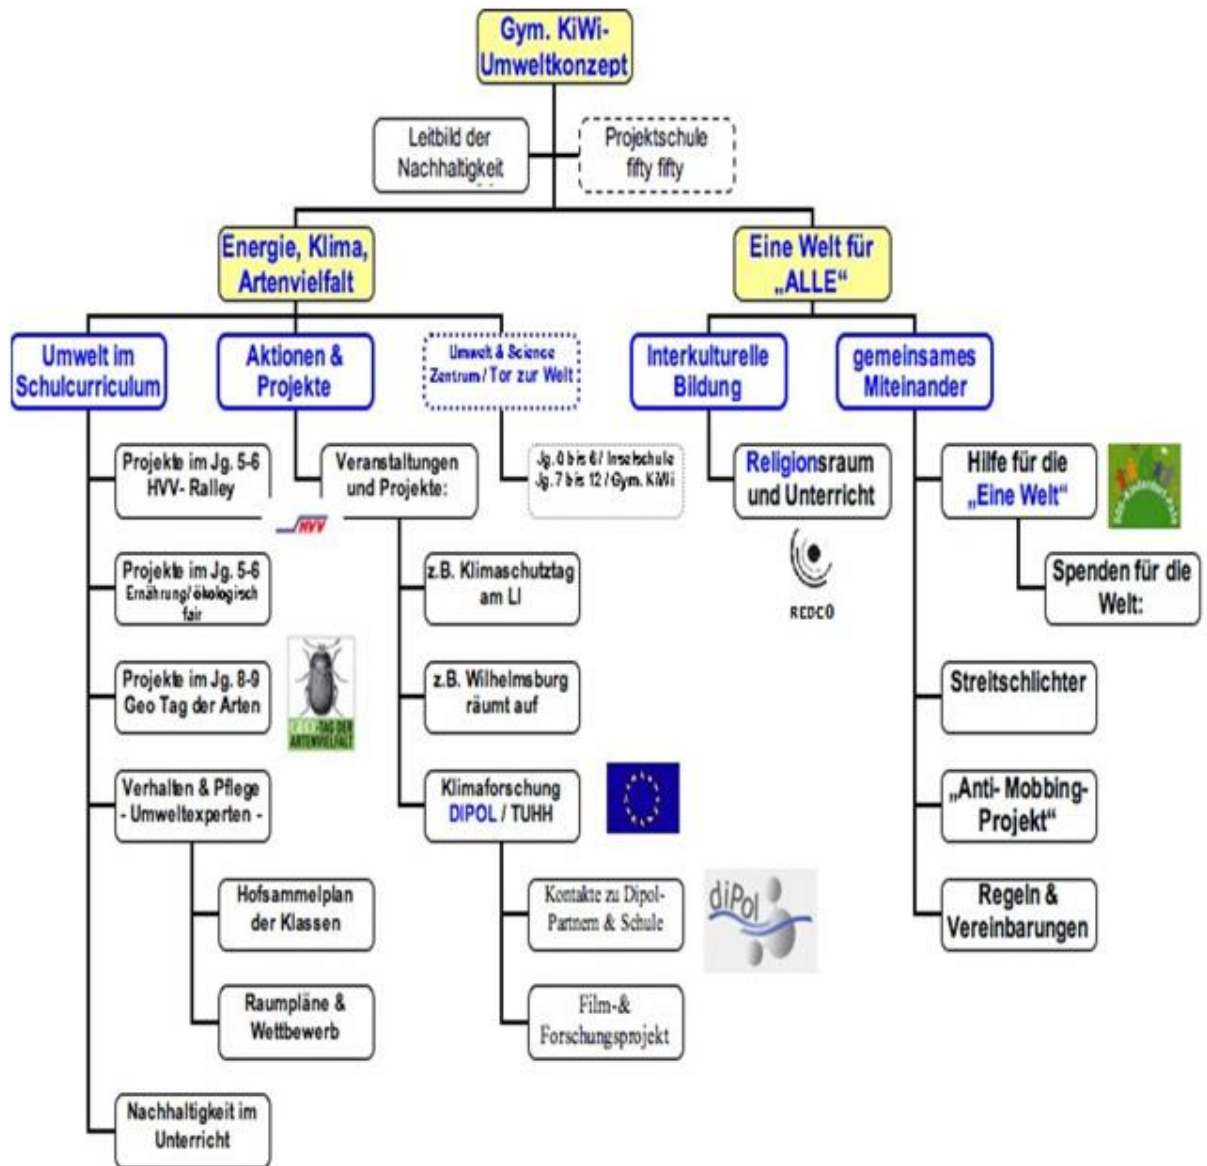 Gym. KiWi-
Umweltkonzept
Leitbild der
Nachhaltigkeit
Projektschule
fifty fifty
Energie, Klima,
Artenvielfalt
Eine Welt für
„ALLE“
Umwelt im
Schulcurriculum
Aktionen &
Projekte
Umwelt & Science
Zentrum / Tor zur Welt
Interkulturelle
Bildung
gemeinsames
Miteinander
Projekte im Jg. 5-6
HVV- Ralley
HVV
Veranstaltungen
und Projekte:
Jg. 0 bis 6 / Inselschule
Jg. 7 bis 12 / Gym. KiWi
Religionsraum
und Unterricht
Hilfe für die
„Eine Welt“
Projekte im Jg. 5-6
Ernährung/ ökologisch
fair
z.B. Klimaschutztag
am LI
REDCO
Spenden für die
Welt:
Projekte im Jg. 8-9
Geo Tag der Arten
-TAG DER
ARTENVIELFALT
z.B. Wilhelmsburg
räumt auf
Streitschlichter
Verhalten & Pflege
- Umweltexperten -
Klimaforschung
DIPOL / TUHH
„Anti- Mobbing-
Projekt“
Hofsammelplan
der Klassen
Kontakte zu Dipol-
Partnern & Schule
diPol
Regeln &
Vereinbarungen
Raumpläne &
Wettbewerb
Film-&
Forschungsprojekt
Nachhaltigkeit im
Unterricht